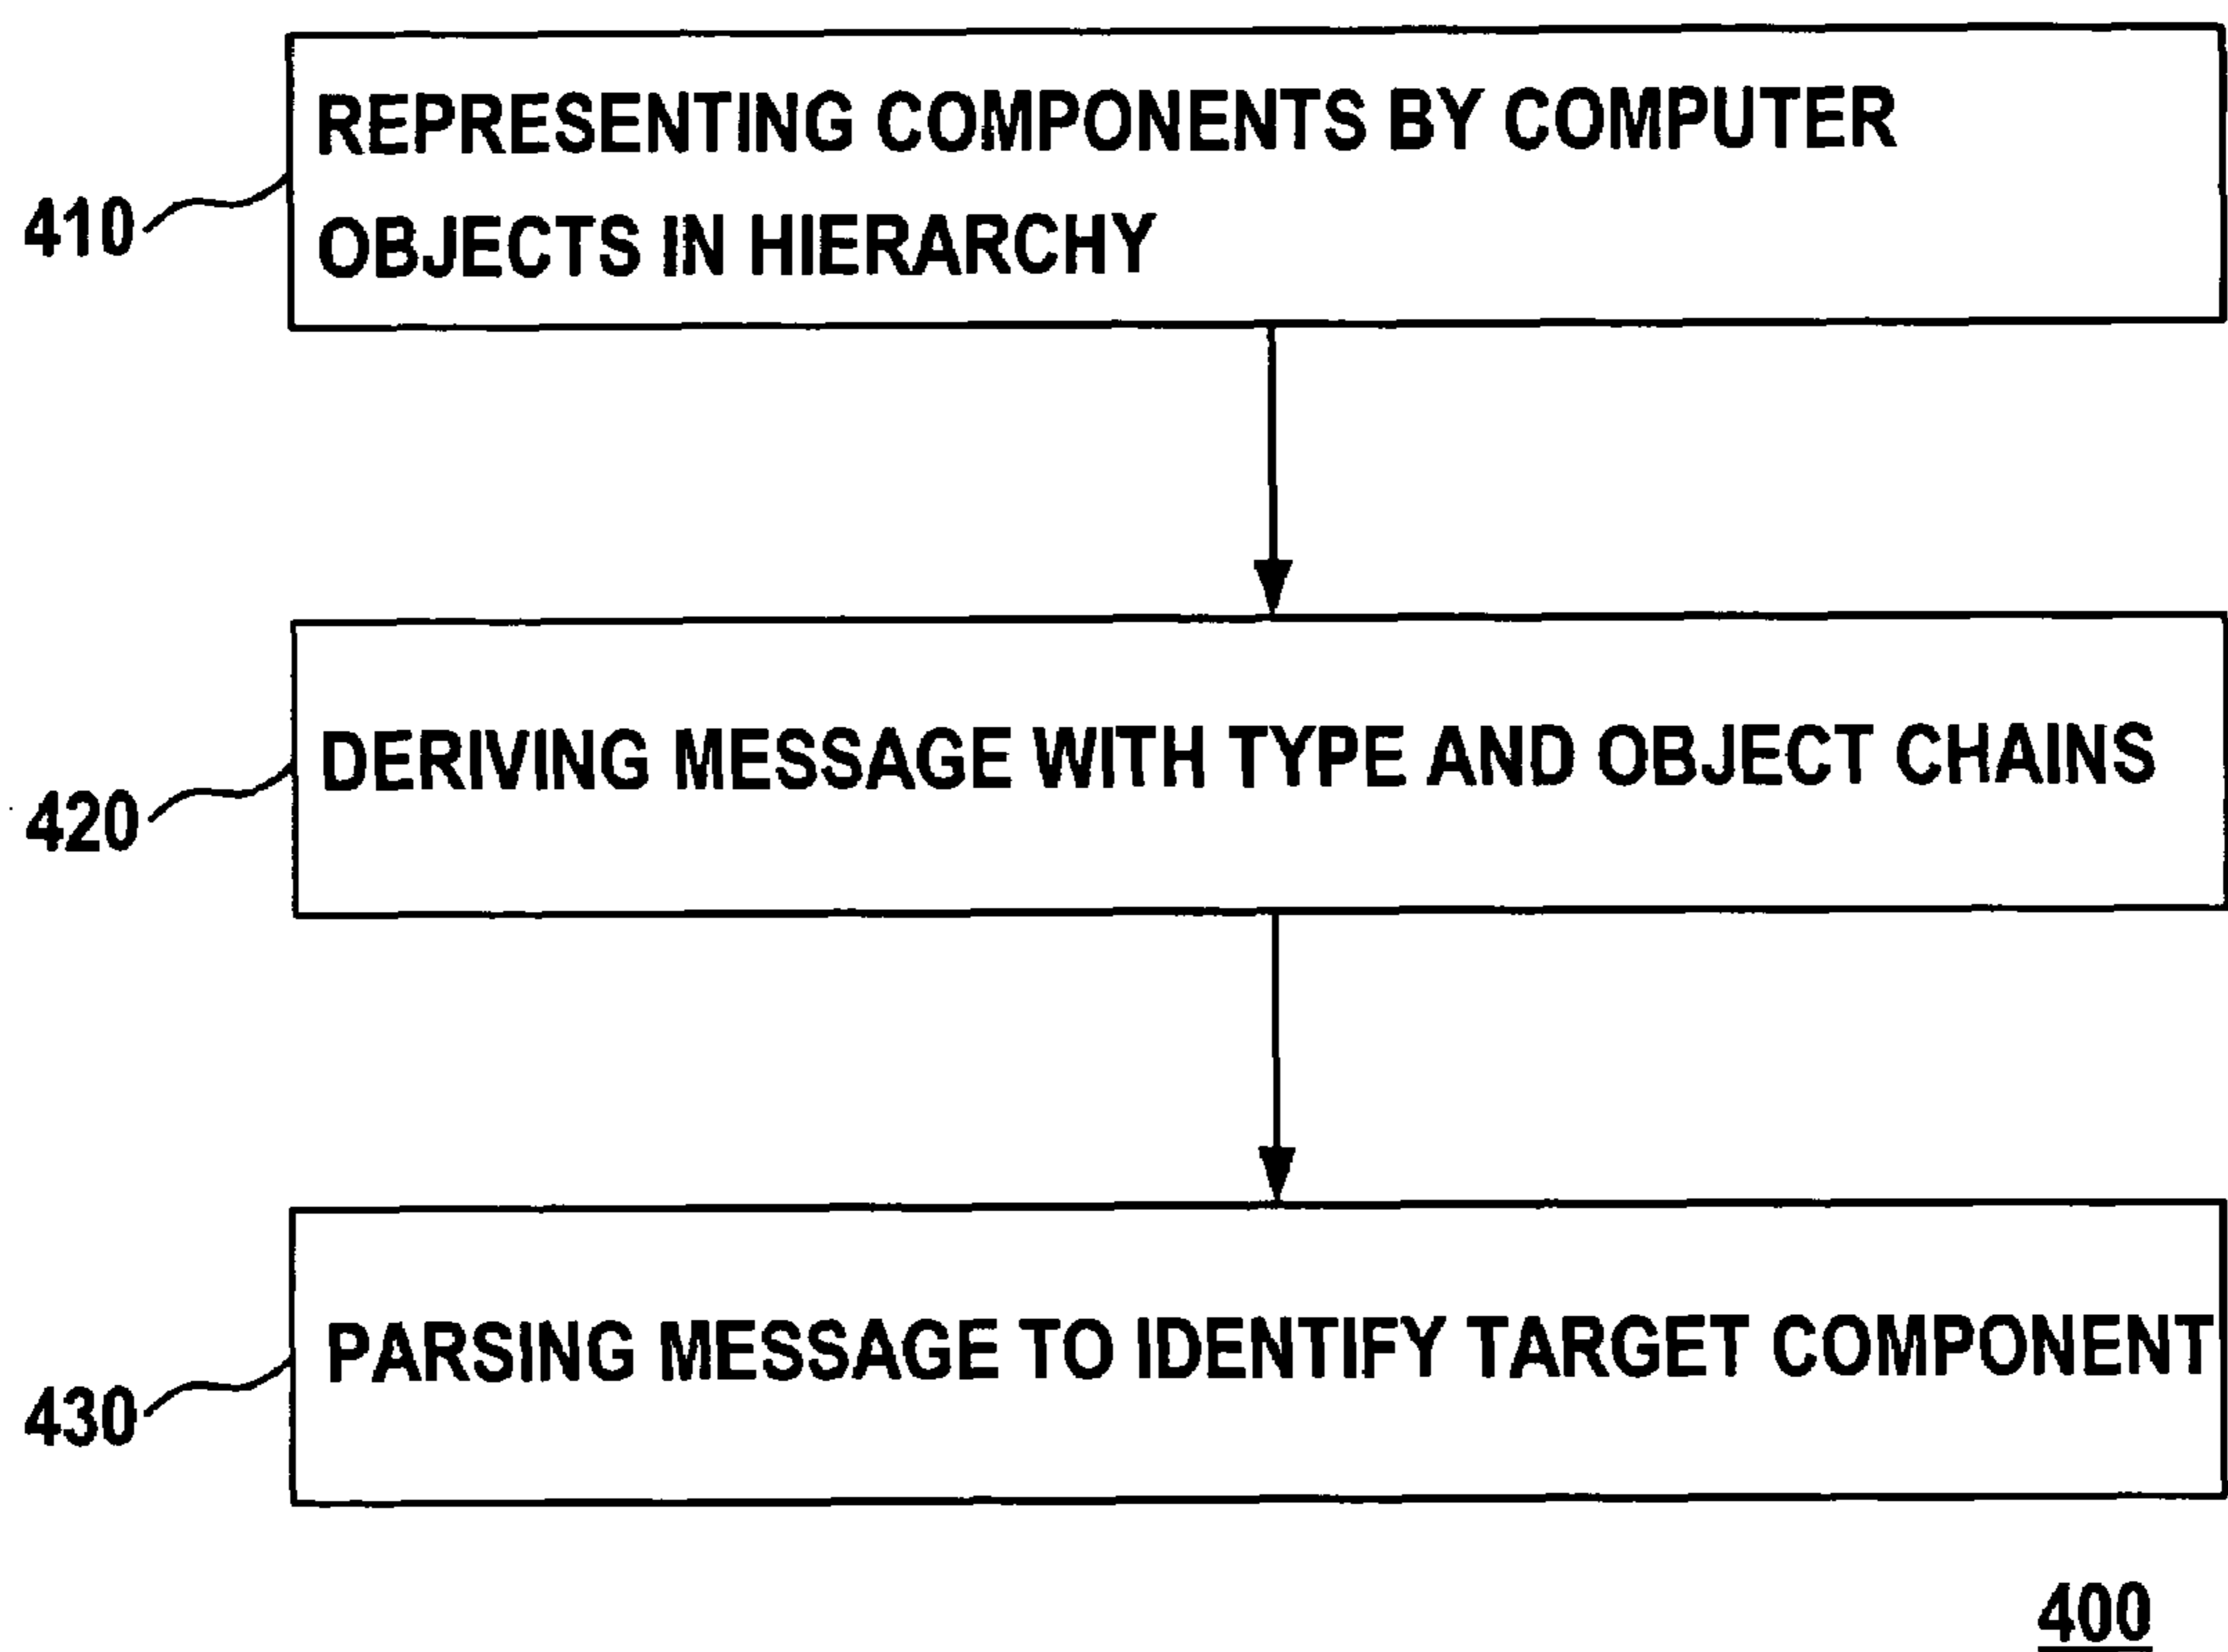 REPRESENTING COMPONENTS BY COMPUTER
OBJECTS IN HIERARCHY
410
DERIVING MESSAGE WITH TYPE AND OBJECT CHAINS
420
PARSING MESSAGE TO IDENTIFY TARGET COMPONENT
430
400